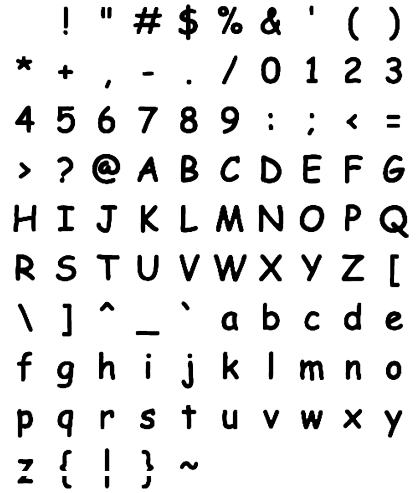 ! " # $ % & ' ( )
* + , - . / 0 1 2 3
4 5 6 7 8 9 : ; < =
> ? @ A B C D E F G
H I J K L M N O P Q
R S T U V W X Y Z [
\ ] ^ _ ` a b c d e
f g h i j k l m n o
p q r s t u v w x y
z { | } ~